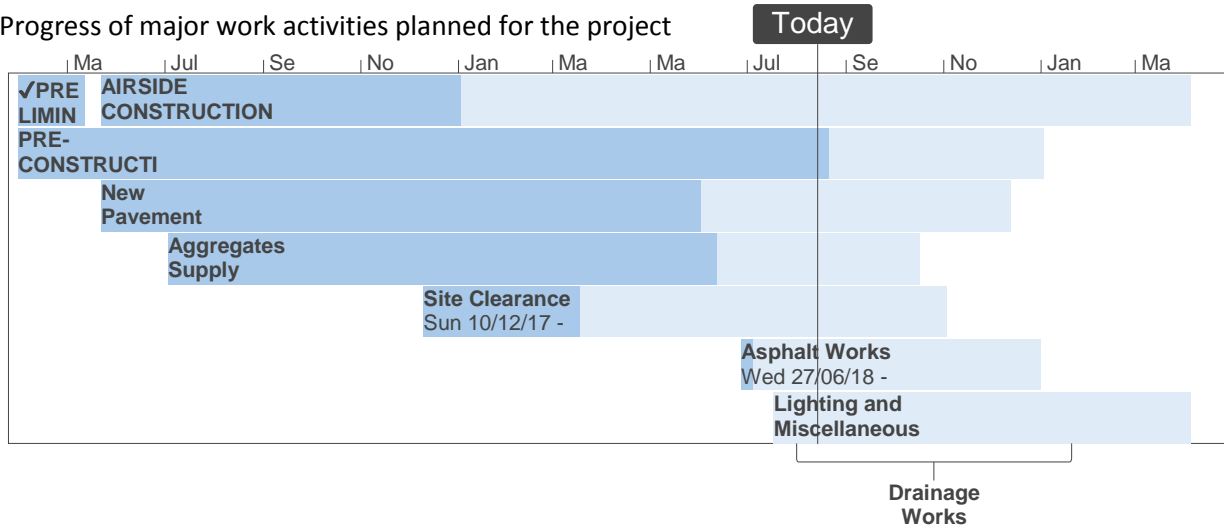 Progress of major work activities planned for the project
Today
Ma Jul Se No Jan Ma Ma Jul Se No Jan Ma
✓PRE
LIMIN
AIRSIDE
CONSTRUCTION
PRE-
CONSTRUCTI
New
Pavement
Aggregates
Supply
Site Clearance
Sun 10/12/17 -
Asphalt Works
Wed 27/06/18 -
Lighting and
Miscellaneous
Drainage
Works